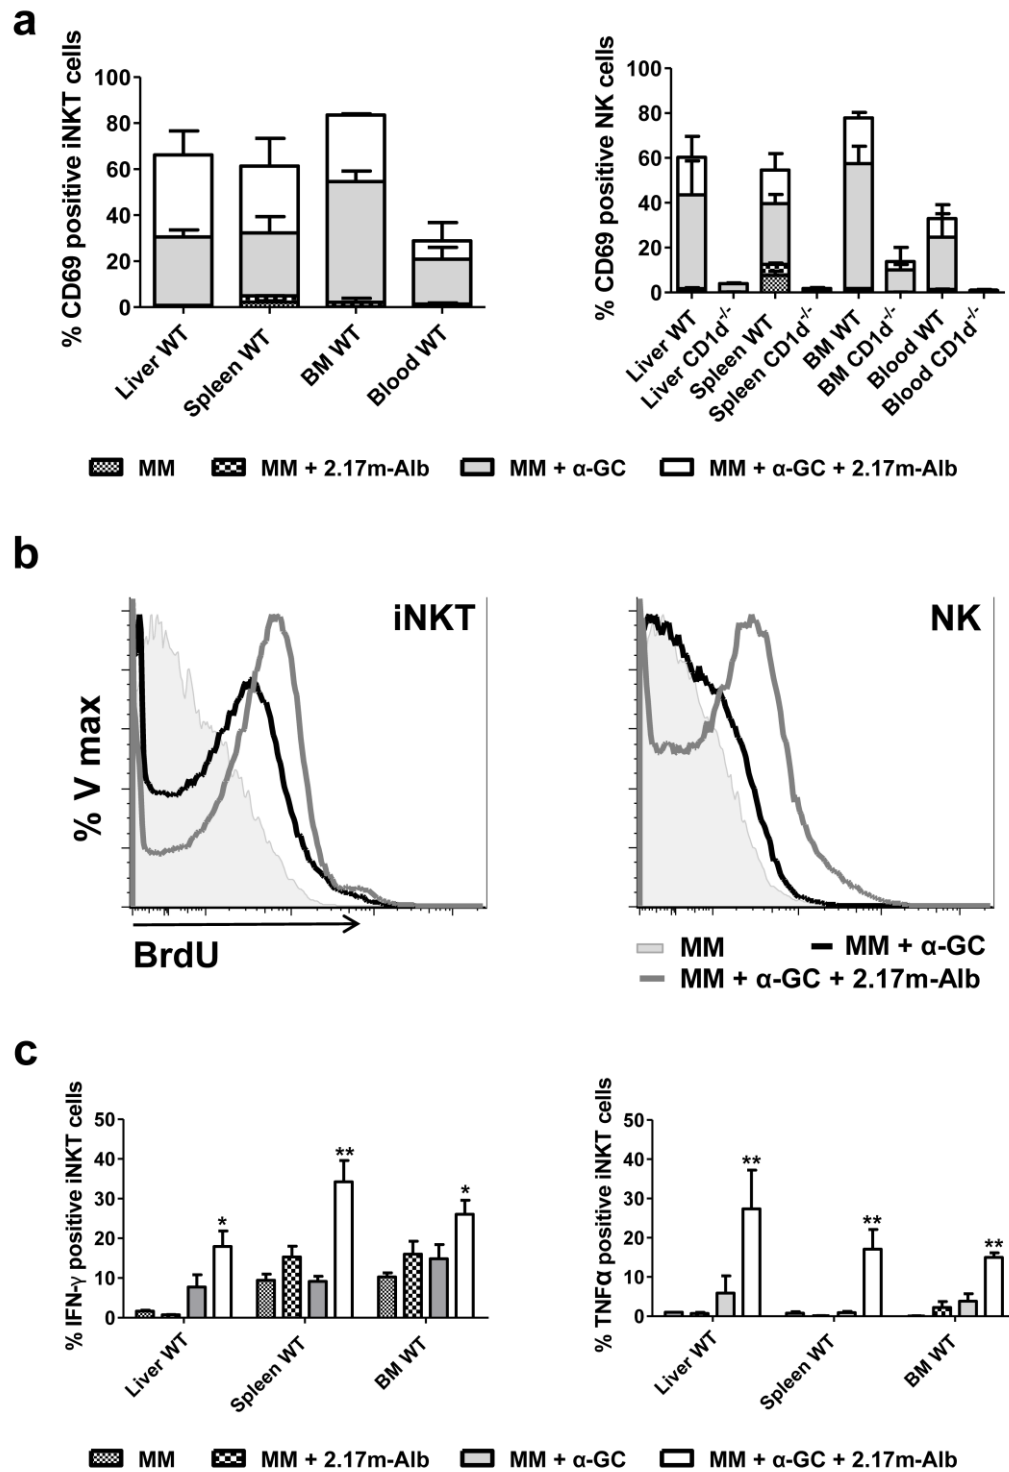 a
% CD69 positive iNKT cells
100
80
60
40
20
0
Liver WT
Spleen WT
BM WT
Blood WT
% CD69 positive NK cells
100
80
60
40
20
0
Liver WT
Liver CD1d-/-
Spleen WT
Spleen CD1d-/-
BM WT
BM CD1d-/-
Blood WT
Blood CD1d-/-
MM MM + 2.17m-Alb MM + α-GC MM + α-GC + 2.17m-Alb
b
% V max
iNKT
NK
BrdU
MM MM + α-GC
MM + α-GC + 2.17m-Alb
c
% IFN-γ positive iNKT cells
50
40
30
20
10
0
*
**
*
Liver WT
Spleen WT
BM WT
% TNFα positive iNKT cells
50
40
30
20
10
0
**
**
**
Liver WT
Spleen WT
BM WT
MM MM + 2.17m-Alb MM + α-GC MM + α-GC + 2.17m-Alb